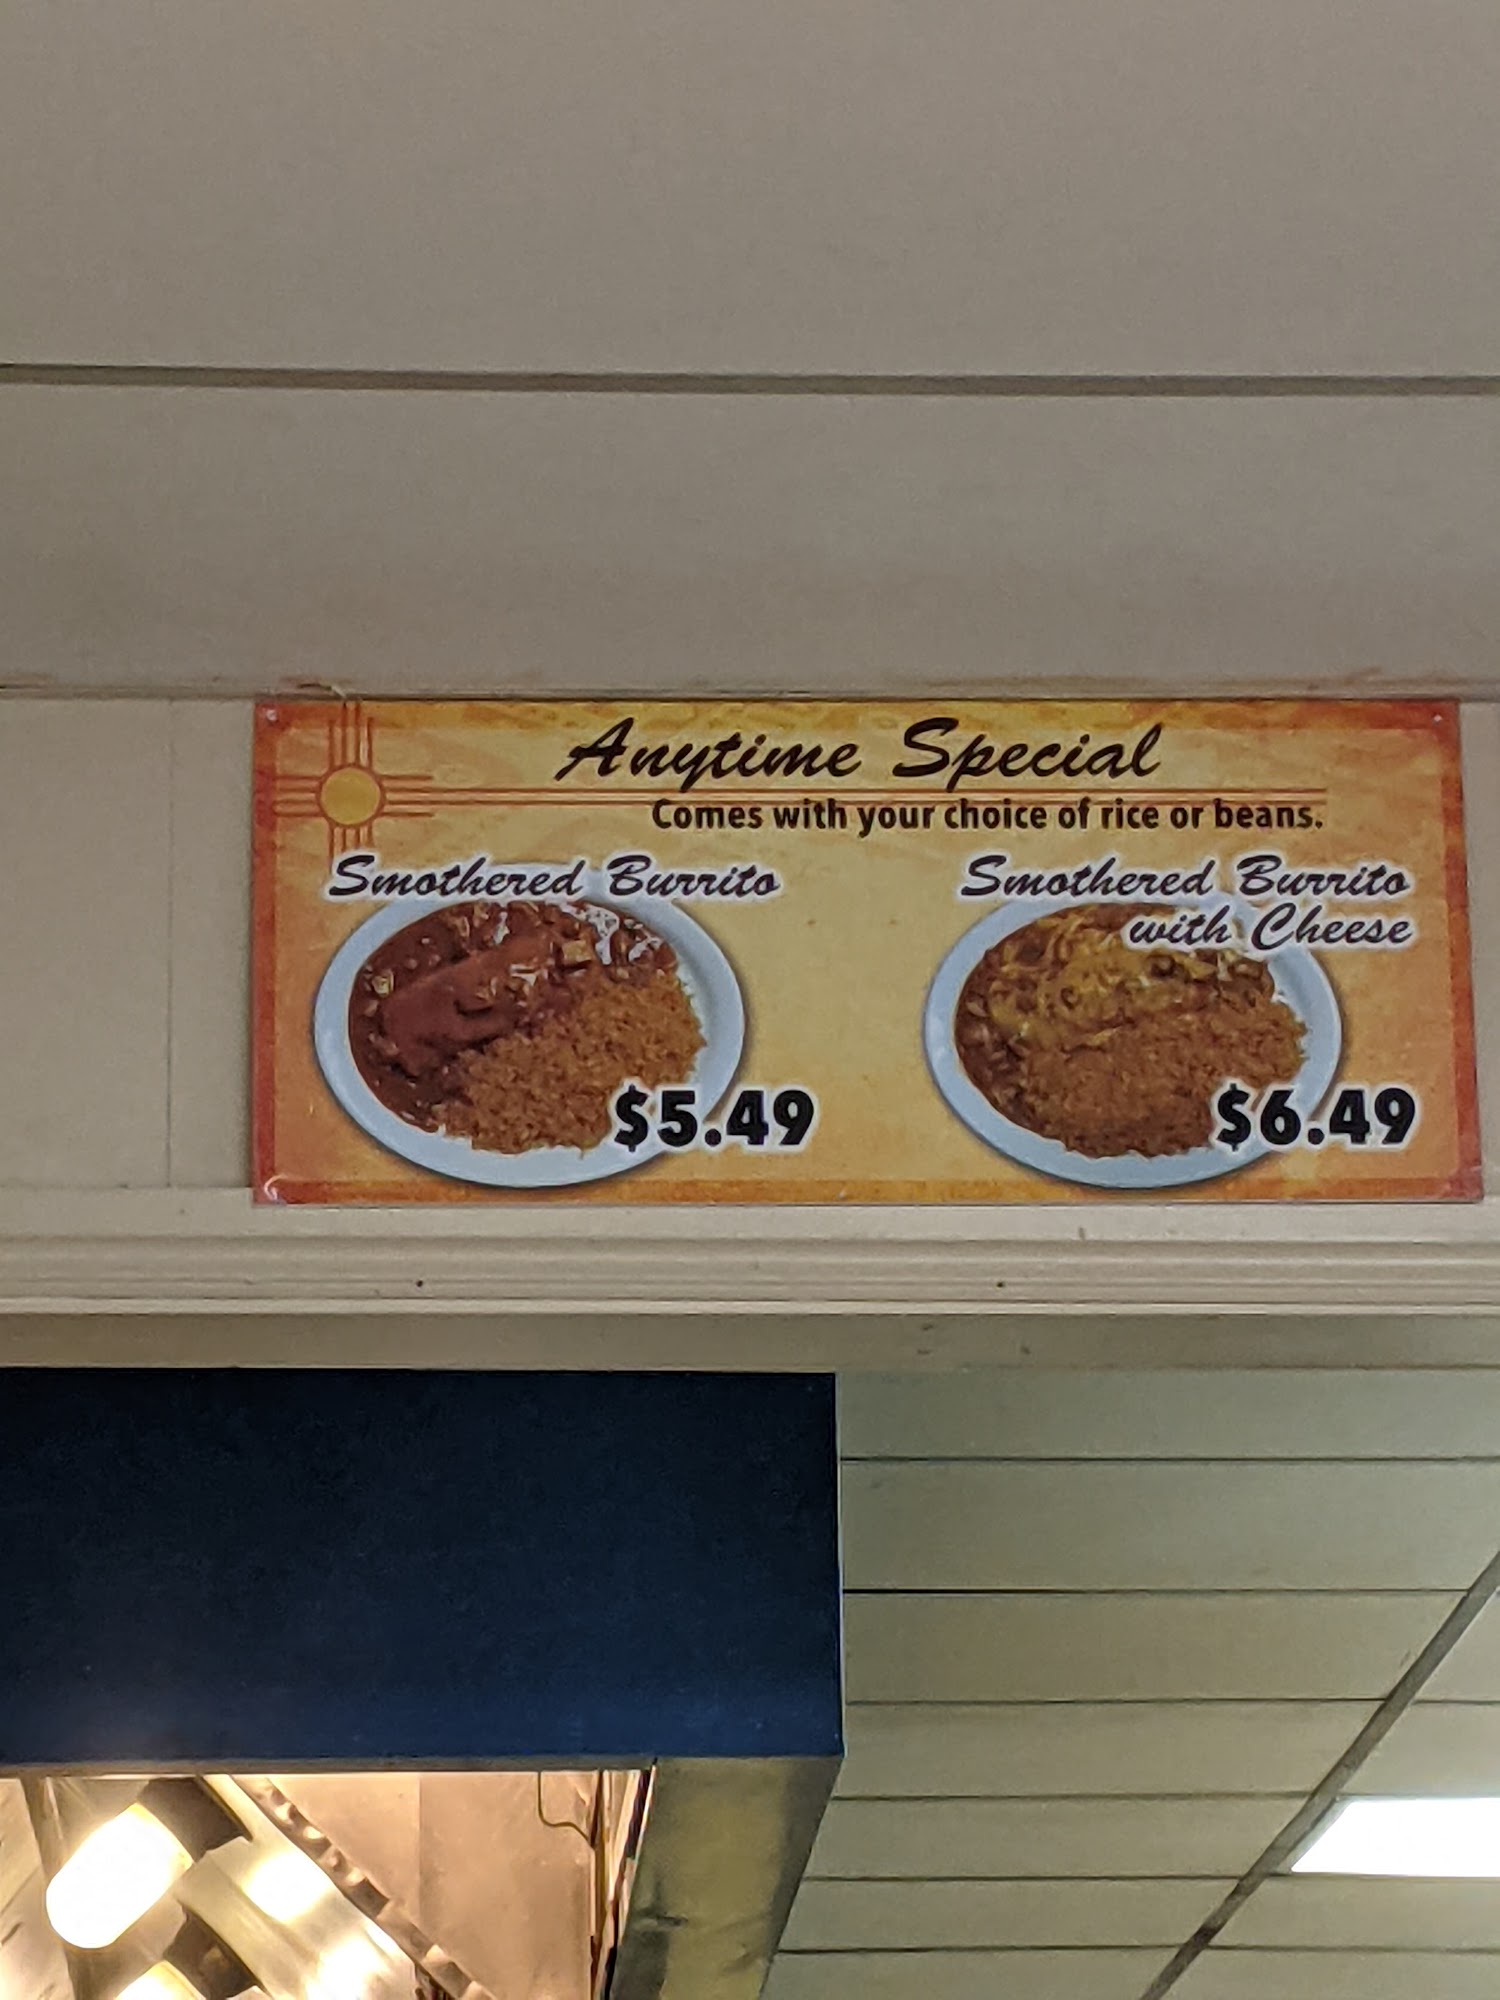 Anytime Special
Comes with your choice of rice or beans.
Smothered Burrito
$5.49
Smothered Burrito
with Cheese
$6.49